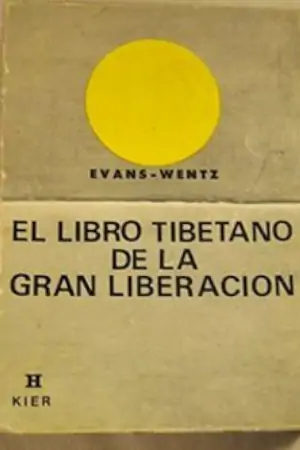 EVANS-WENTZ
EL LIBRO TIBETANO
DE LA
GRAN LIBERACION
H
KIER